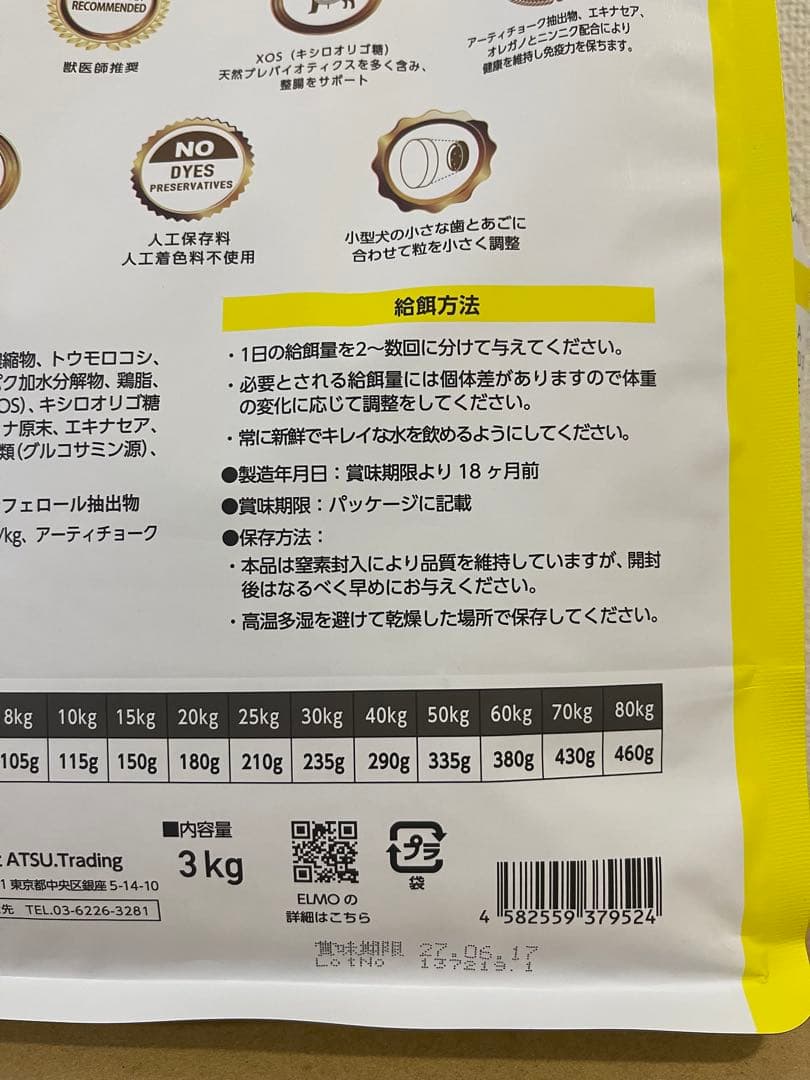 RECOMMENDED
獣医師推奨
XOS（キシロオリゴ糖）
天然プレバイオティクスを多く含み、
整腸をサポート
アーティチョーク抽出物、エキナセア、
オレガノとニンニク配合により
健康を維持し免疫力を保ちます。
NO
DYES
PRESERVATIVES
人工保存料
人工着色料不使用
小型犬の小さな歯とあごに
合わせて粒を小さく調整
縮物、トウモロコシ、
ク加水分解物、鶏脂、
OS）、キシロオリゴ糖
ナ原末、エキナセア、
類（グルコサミン源）、
フェロール抽出物
/kg、アーティチョーク
給餌方法
・1日の給餌量を2〜数回に分けて与えてください。
・必要とされる給餌量には個体差がありますので体重
の変化に応じて調整をしてください。
・常に新鮮でキレイな水を飲めるようにしてください。
●製造年月日：賞味期限より 18 ヶ月前
●賞味期限：パッケージに記載
●保存方法：
・本品は窒素封入により品質を維持していますが、開封
後はなるべく早めにお与えください。
・高温多湿を避けて乾燥した場所で保存してください。
8kg 10kg 15kg 20kg 25kg 30kg 40kg 50kg 60kg 70kg 80kg
105g 115g 150g 180g 210g 235g 290g 335g 380g 430g 460g
ATSU.Trading
1 東京都中央区銀座 5-14-10
先 TEL.03-6226-3281
■内容量
3kg
ELMO の
詳細はこちら
プラ
袋
4 582559 379524
賞味期限 27.06.17
LotNo 137219.1